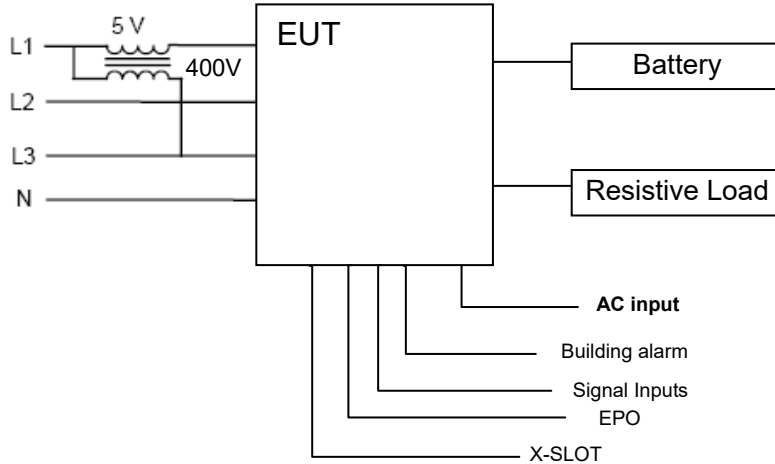 5 V
EUT
L1
400V
Battery
L2
L3
Resistive Load
N
AC input
Building alarm
Signal Inputs
EPO
X-SLOT